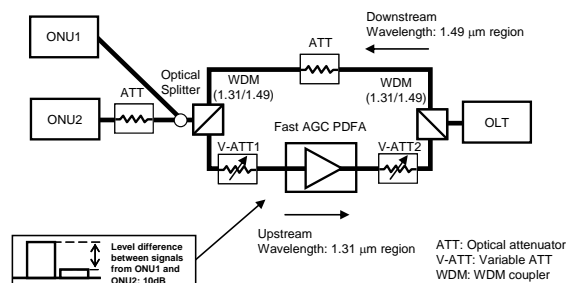 Downstream
Wavelength: 1.49 μm region
ONU1
ATT
Optical
Splitter
WDM
(1.31/1.49)
WDM
(1.31/1.49)
ATT
ONU2
OLT
Fast AGC PDFA
V-ATT1
V-ATT2
Upstream
Wavelength: 1.31 μm region
Level difference
between signals
from ONU1 and
ONU2: 10dB
ATT: Optical attenuator
V-ATT: Variable ATT
WDM: WDM coupler